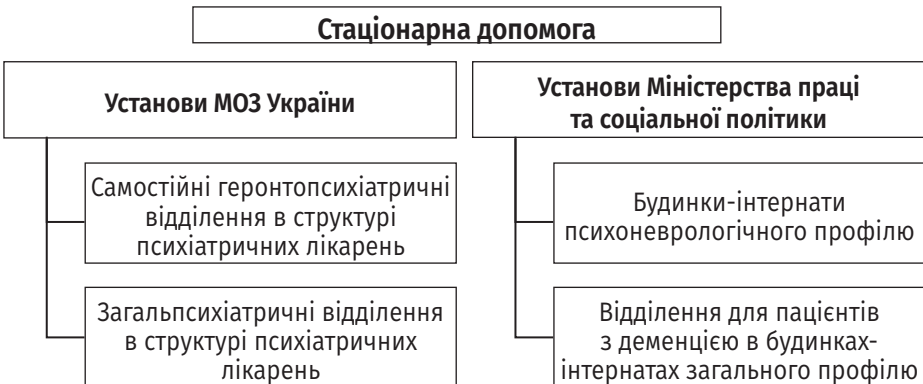 Стаціонарна допомога
Установи МОЗ України
Самостійні геронтопсихіатричні
відділення в структурі
психіатричних лікарень
Загальпсихіатричні відділення
в структурі психіатричних
лікарень
Установи Міністерства праці
та соціальної політики
Будинки-інтернати
психоневрологічного профілю
Відділення для пацієнтів
з деменцією в будинках-
інтернатах загального профілю